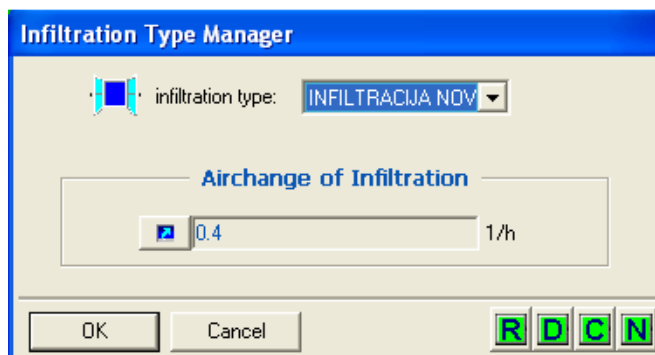 Infiltration Type Manager
infiltration type: INFILTRACIJA NOV
Airchange of Infiltration
0.4 1/h
OK Cancel R D C N